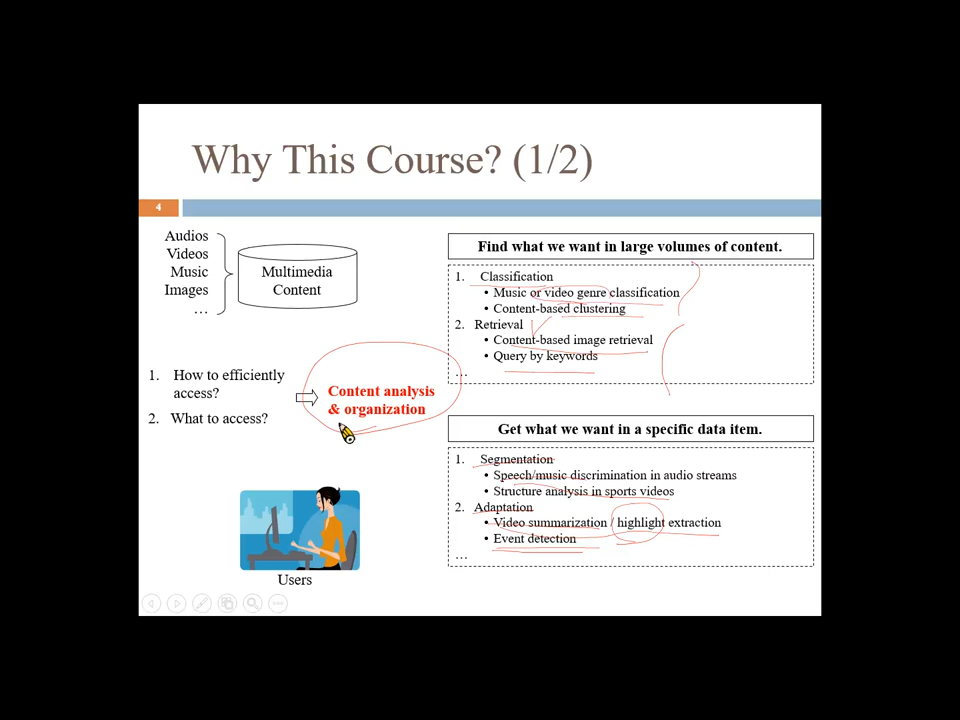 Why This Course? (1/2)
4
Audios
Videos
Music
Images
…
Multimedia
Content
1. How to efficiently
access?
2. What to access?
Content analysis
& organization
Users
Find what we want in large volumes of content.
1. Classification
• Music or video genre classification
• Content-based clustering
2. Retrieval
• Content-based image retrieval
• Query by keywords
…
Get what we want in a specific data item.
1. Segmentation
• Speech/music discrimination in audio streams
• Structure analysis in sports videos
2. Adaptation
• Video summarization / highlight extraction
• Event detection
…